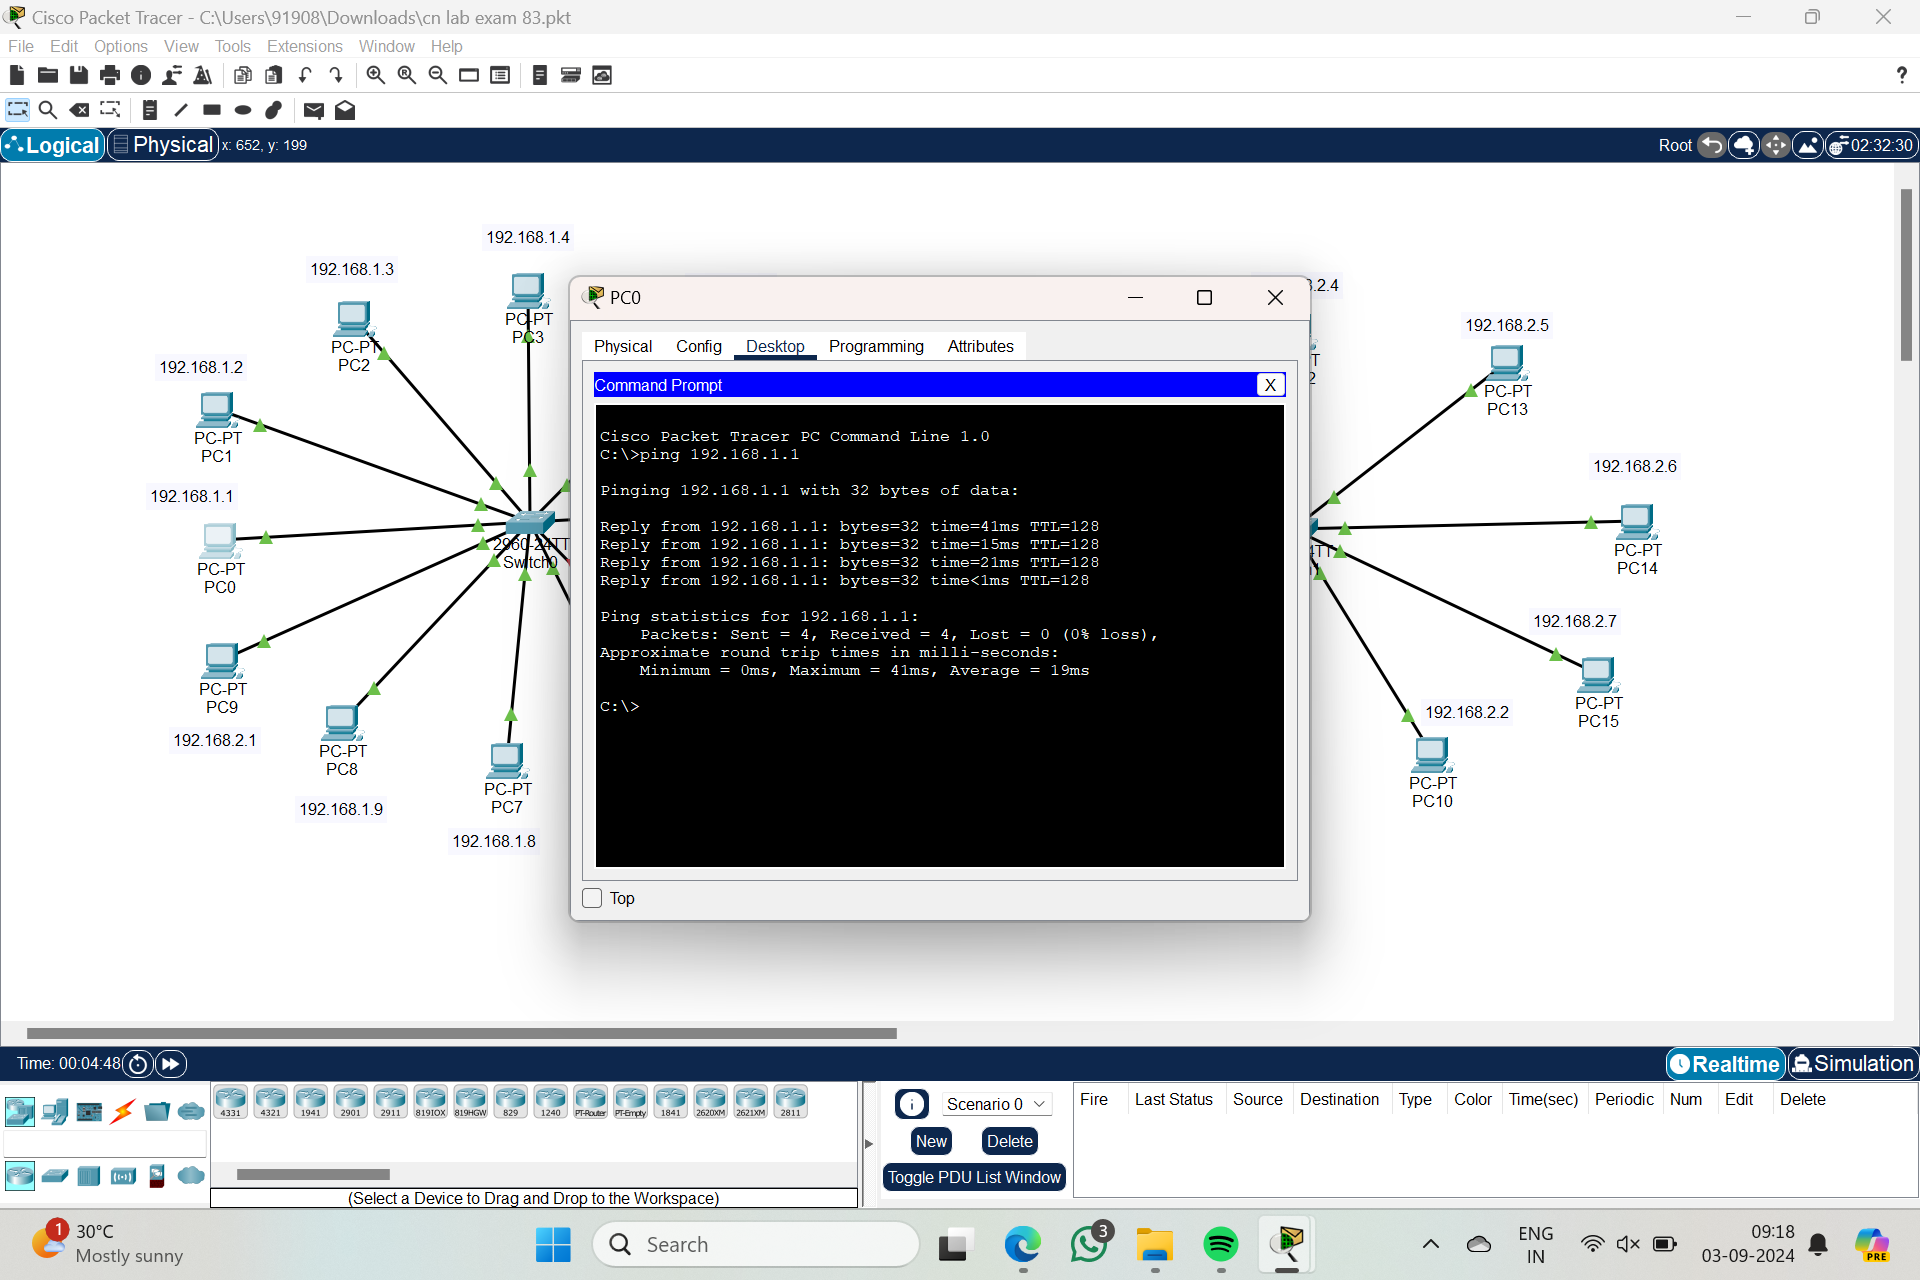 Cisco Packet Tracer - C:\Users\91908\Downloads\cn lab exam 83.pkt
File Edit Options View Tools Extensions Window Help
?
Logical Physical x: 652, y: 199 Root 02:32:30
192.168.1.4
192.168.1.3
PC-PT
PC3
PC-PT
PC2
192.168.1.2
PC-PT
PC1
192.168.1.1
PC-PT
PC0
2960-24TT
Switch0
PC-PT
PC9
192.168.2.1
PC-PT
PC8
192.168.1.9
PC-PT
PC7
192.168.1.8
PC0
Physical Config Desktop Programming Attributes
Command Prompt X
Cisco Packet Tracer PC Command Line 1.0
C:\>ping 192.168.1.1
Pinging 192.168.1.1 with 32 bytes of data:
Reply from 192.168.1.1: bytes=32 time=41ms TTL=128
Reply from 192.168.1.1: bytes=32 time=15ms TTL=128
Reply from 192.168.1.1: bytes=32 time=21ms TTL=128
Reply from 192.168.1.1: bytes=32 time<1ms TTL=128
Ping statistics for 192.168.1.1:
Packets: Sent = 4, Received = 4, Lost = 0 (0% loss),
Approximate round trip times in milli-seconds:
Minimum = 0ms, Maximum = 41ms, Average = 19ms
C:\>
Top
.2.4
T
2
192.168.2.5
PC-PT
PC13
192.168.2.6
PC-PT
PC14
TT
192.168.2.7
PC-PT
PC15
192.168.2.2
PC-PT
PC10
Time: 00:04:48 Realtime Simulation
4331 4321 1941 2901 2911 819IOX 819HGW 829 1240 PT-Router PT-Empty 1841 2620XM 2621XM 2811
(Select a Device to Drag and Drop to the Workspace)
Scenario 0
New Delete
Toggle PDU List Window
Fire Last Status Source Destination Type Color Time(sec) Periodic Num Edit Delete
1
30°C
Mostly sunny
Search
3
ENG
IN
09:18
03-09-2024
PRE